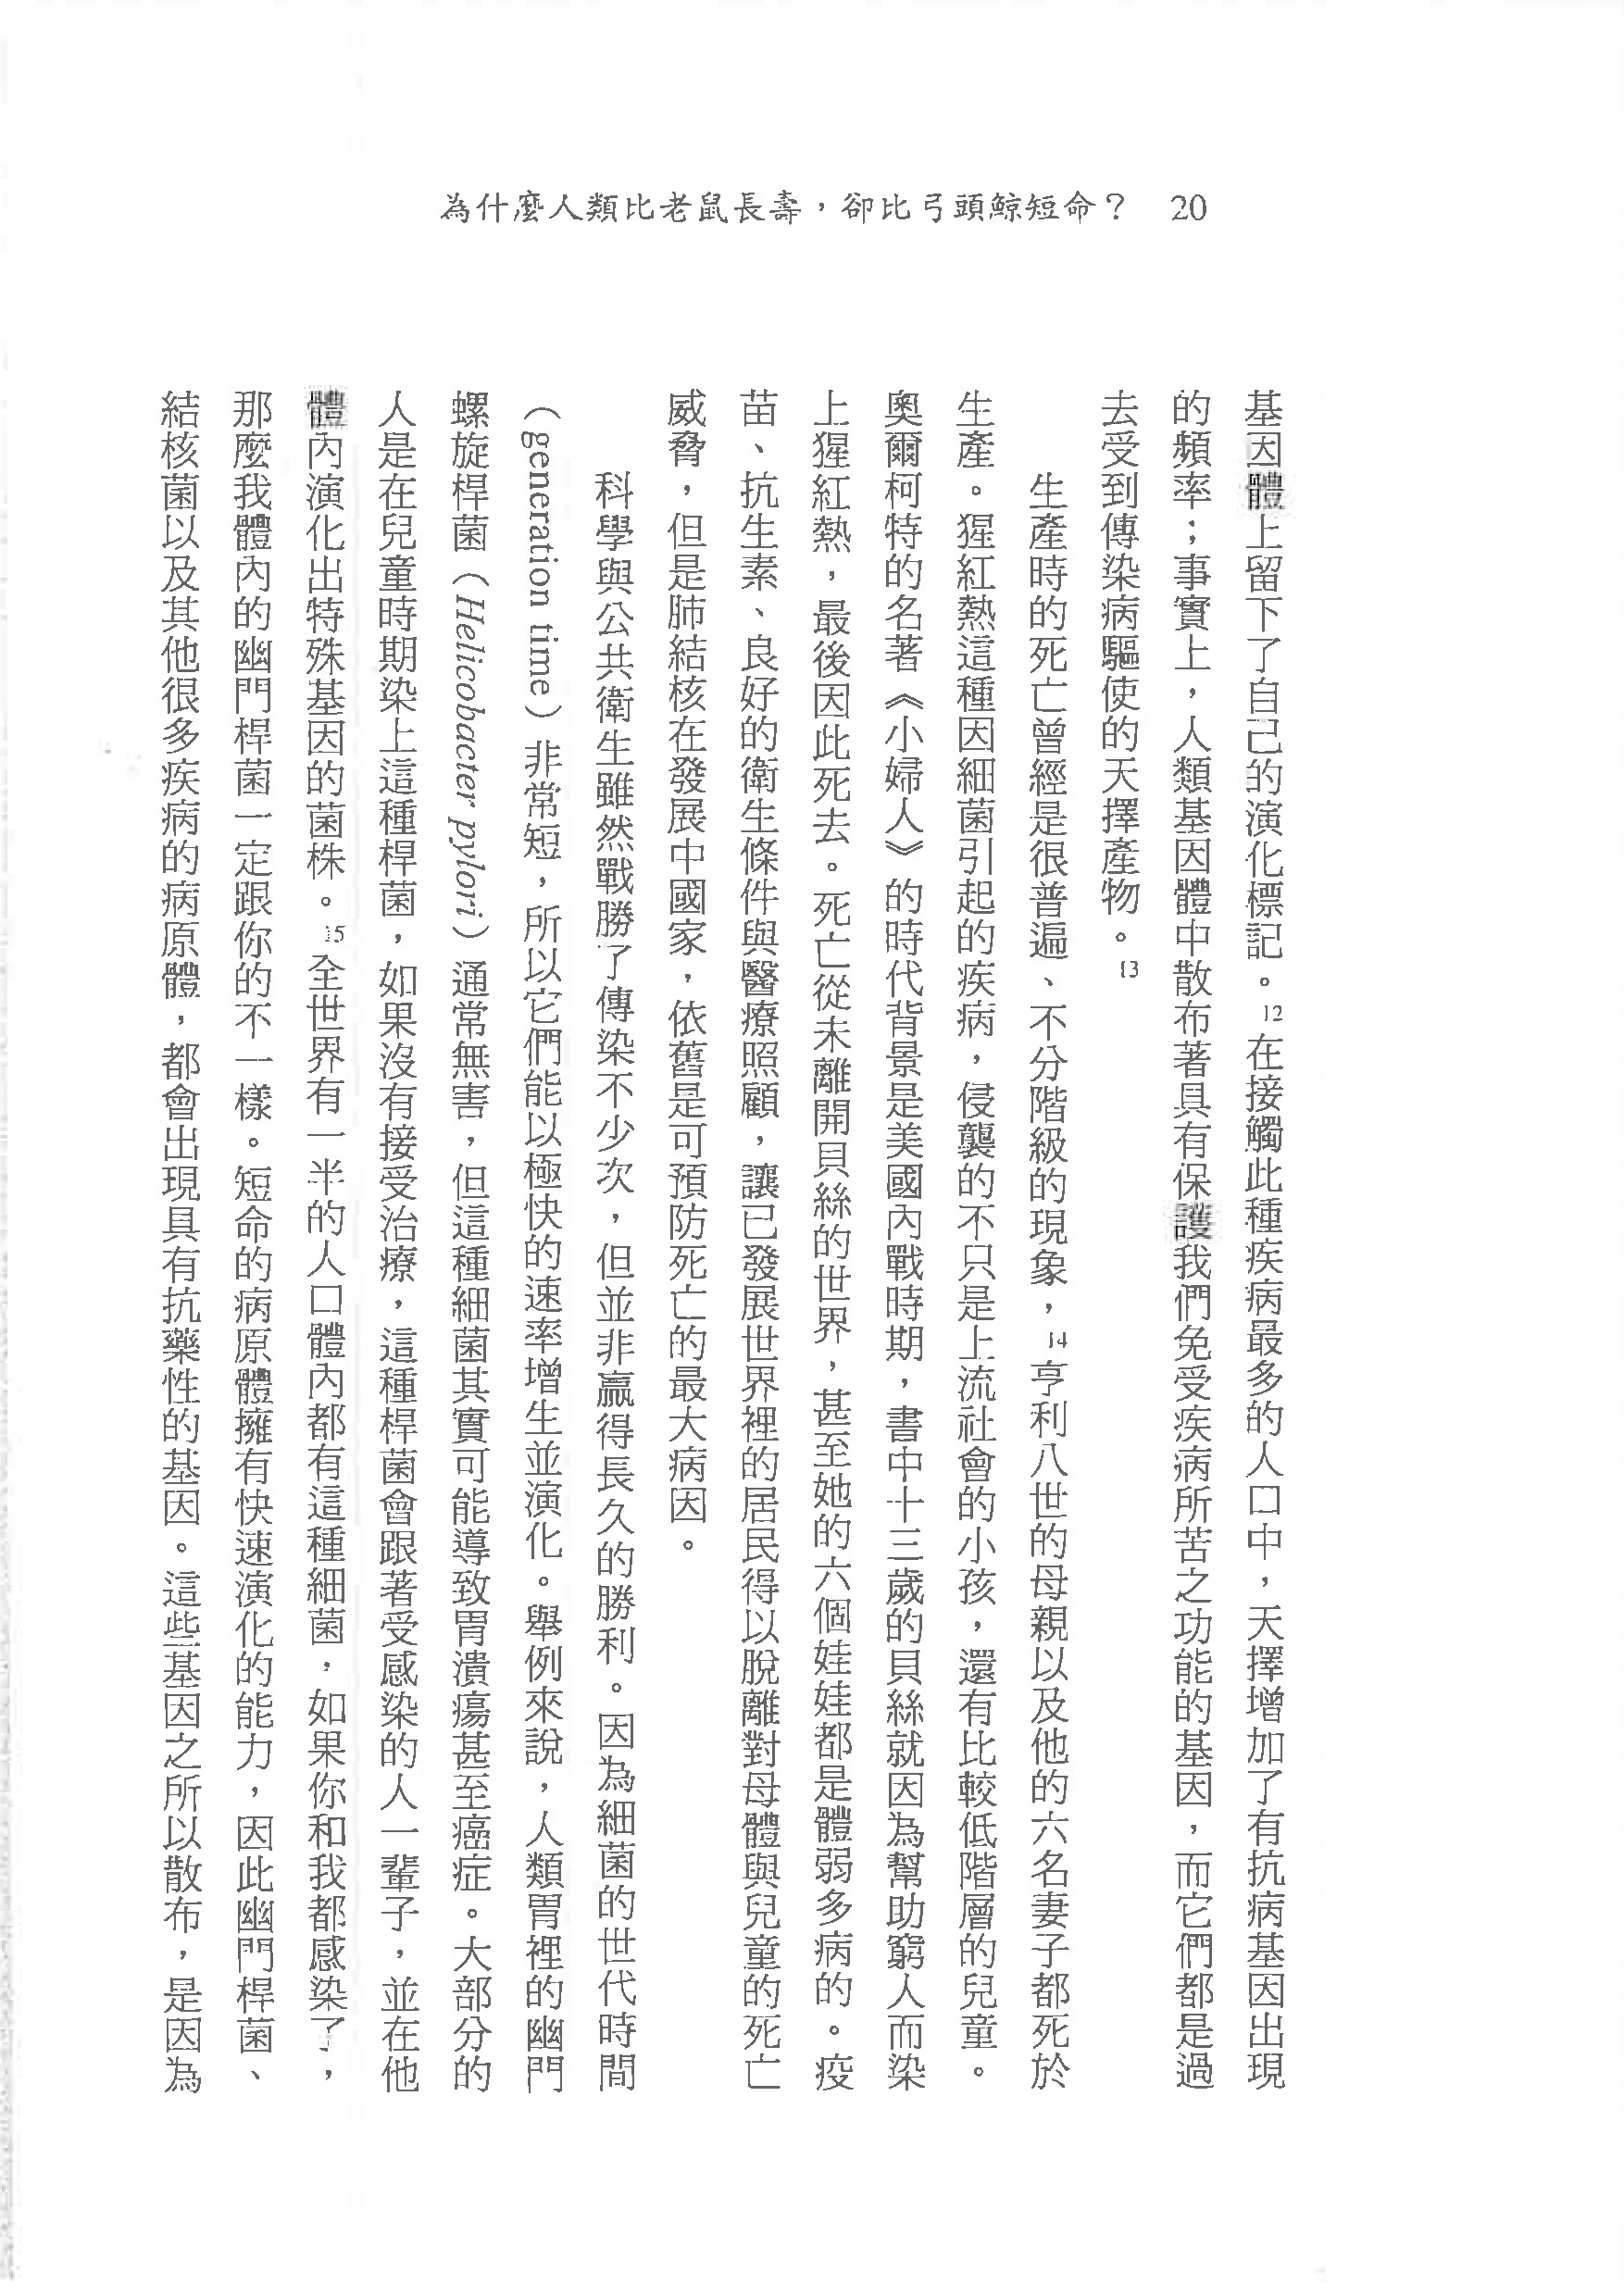 為什麼人類比老鼠長壽，卻比弓頭鯨短命？ 20
基因體上留下了自己的演化標記。12在接觸此種疾病最多的人口中，天擇增加了有抗病基因出現
的頻率；事實上，人類基因體中散布著具有保護我們免受疾病所苦之功能的基因，而它們都是過
去受到傳染病驅使的天擇產物。13
生產時的死亡曾經是很普遍、不分階級的現象，14亨利八世的母親以及他的六名妻子都死於
生產。猩紅熱這種因細菌引起的疾病，侵襲的不只是上流社會的小孩，還有比較低階層的兒童。
奧爾柯特的名著《小婦人》的時代背景是美國內戰時期，書中十三歲的貝絲就因為幫助窮人而染
上猩紅熱，最後因此死去。死亡從未離開貝絲的世界，甚至她的六個娃娃都是體弱多病的。疫
苗、抗生素、良好的衛生條件與醫療照顧，讓已發展世界裡的居民得以脫離對母體與兒童的死亡
威脅，但是肺結核在發展中國家，依舊是可預防死亡的最大病因。
科學與公共衛生雖然戰勝了傳染不少次，但並非贏得長久的勝利。因為細菌的世代時間
（generation time）非常短，所以它們能以極快的速率增生並演化。舉例來說，人類胃裡的幽門
螺旋桿菌（Helicobacter pylori）通常無害，但這種細菌其實可能導致胃潰瘍甚至癌症。大部分的
人是在兒童時期染上這種桿菌，如果沒有接受治療，這種桿菌會跟著受感染的人一輩子，並在他
體內演化出特殊基因的菌株。15全世界有一半的人口體內都有這種細菌，如果你和我都感染了，
那麼我體內的幽門桿菌一定跟你的不一樣。短命的病原體擁有快速演化的能力，因此幽門桿菌、
結核菌以及其他很多疾病的病原體，都會出現具有抗藥性的基因。這些基因之所以散布，是因為